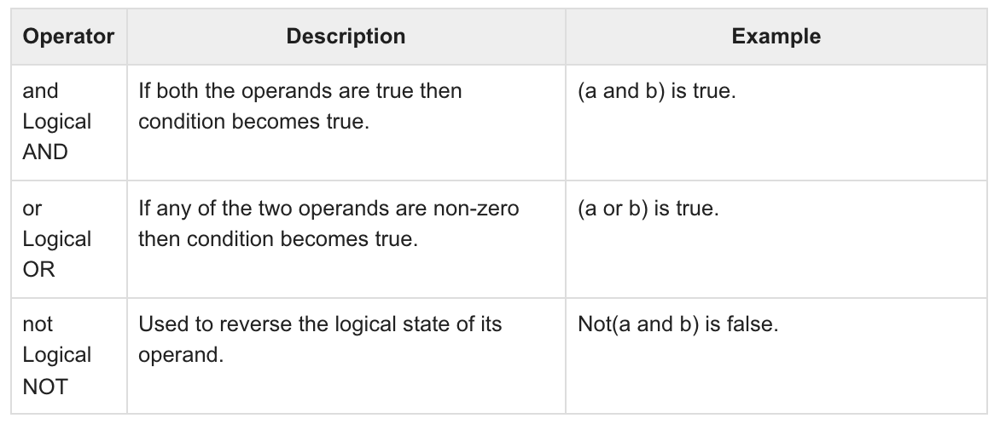 Operator Description Example
and If both the operands are true then (a and b) is true.
Logical condition becomes true.
AND
or If any of the two operands are non-zero (a or b) is true.
Logical then condition becomes true.
OR
not Used to reverse the logical state of its Not(a and b) is false.
Logical operand.
NOT